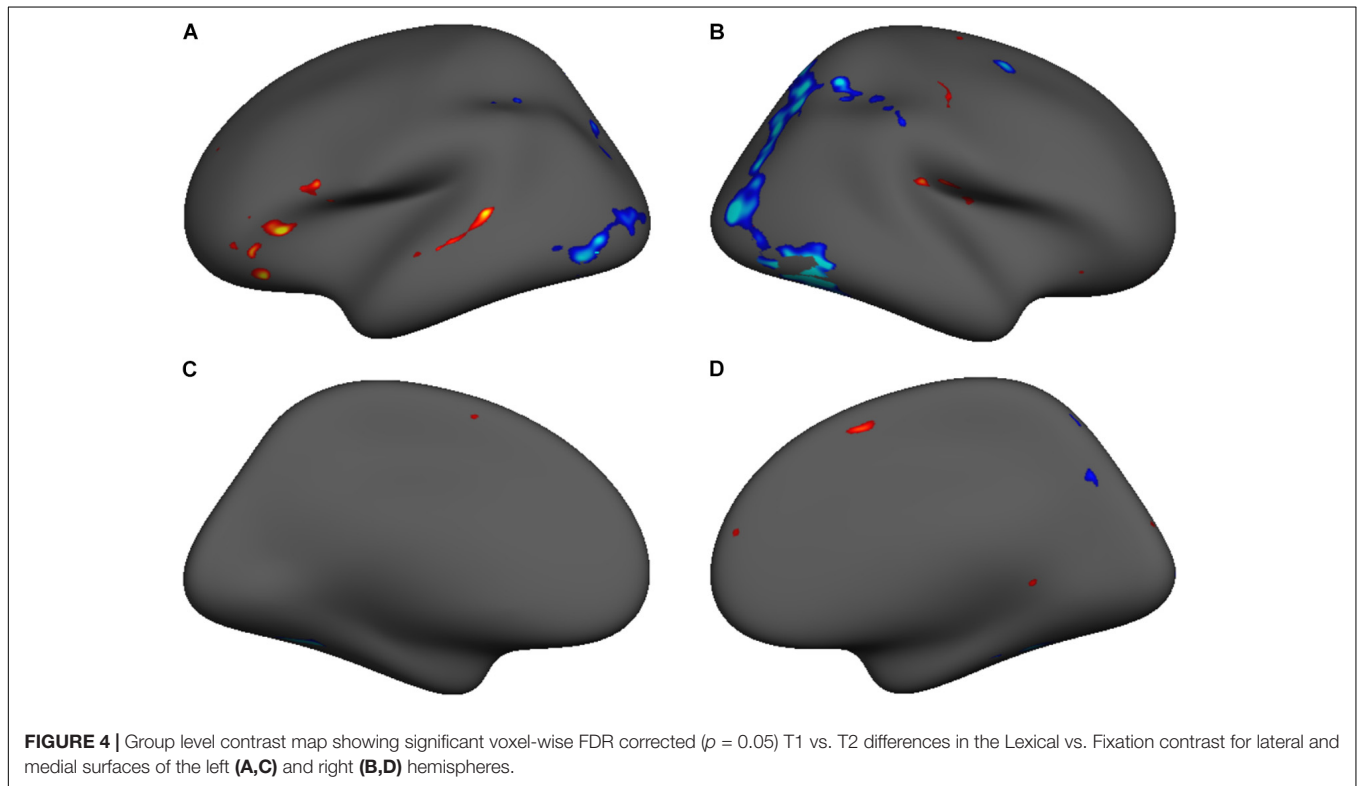 A
B
C
D
FIGURE 4 | Group level contrast map showing significant voxel-wise FDR corrected (p = 0.05) T1 vs. T2 differences in the Lexical vs. Fixation contrast for lateral and
medial surfaces of the left (A,C) and right (B,D) hemispheres.